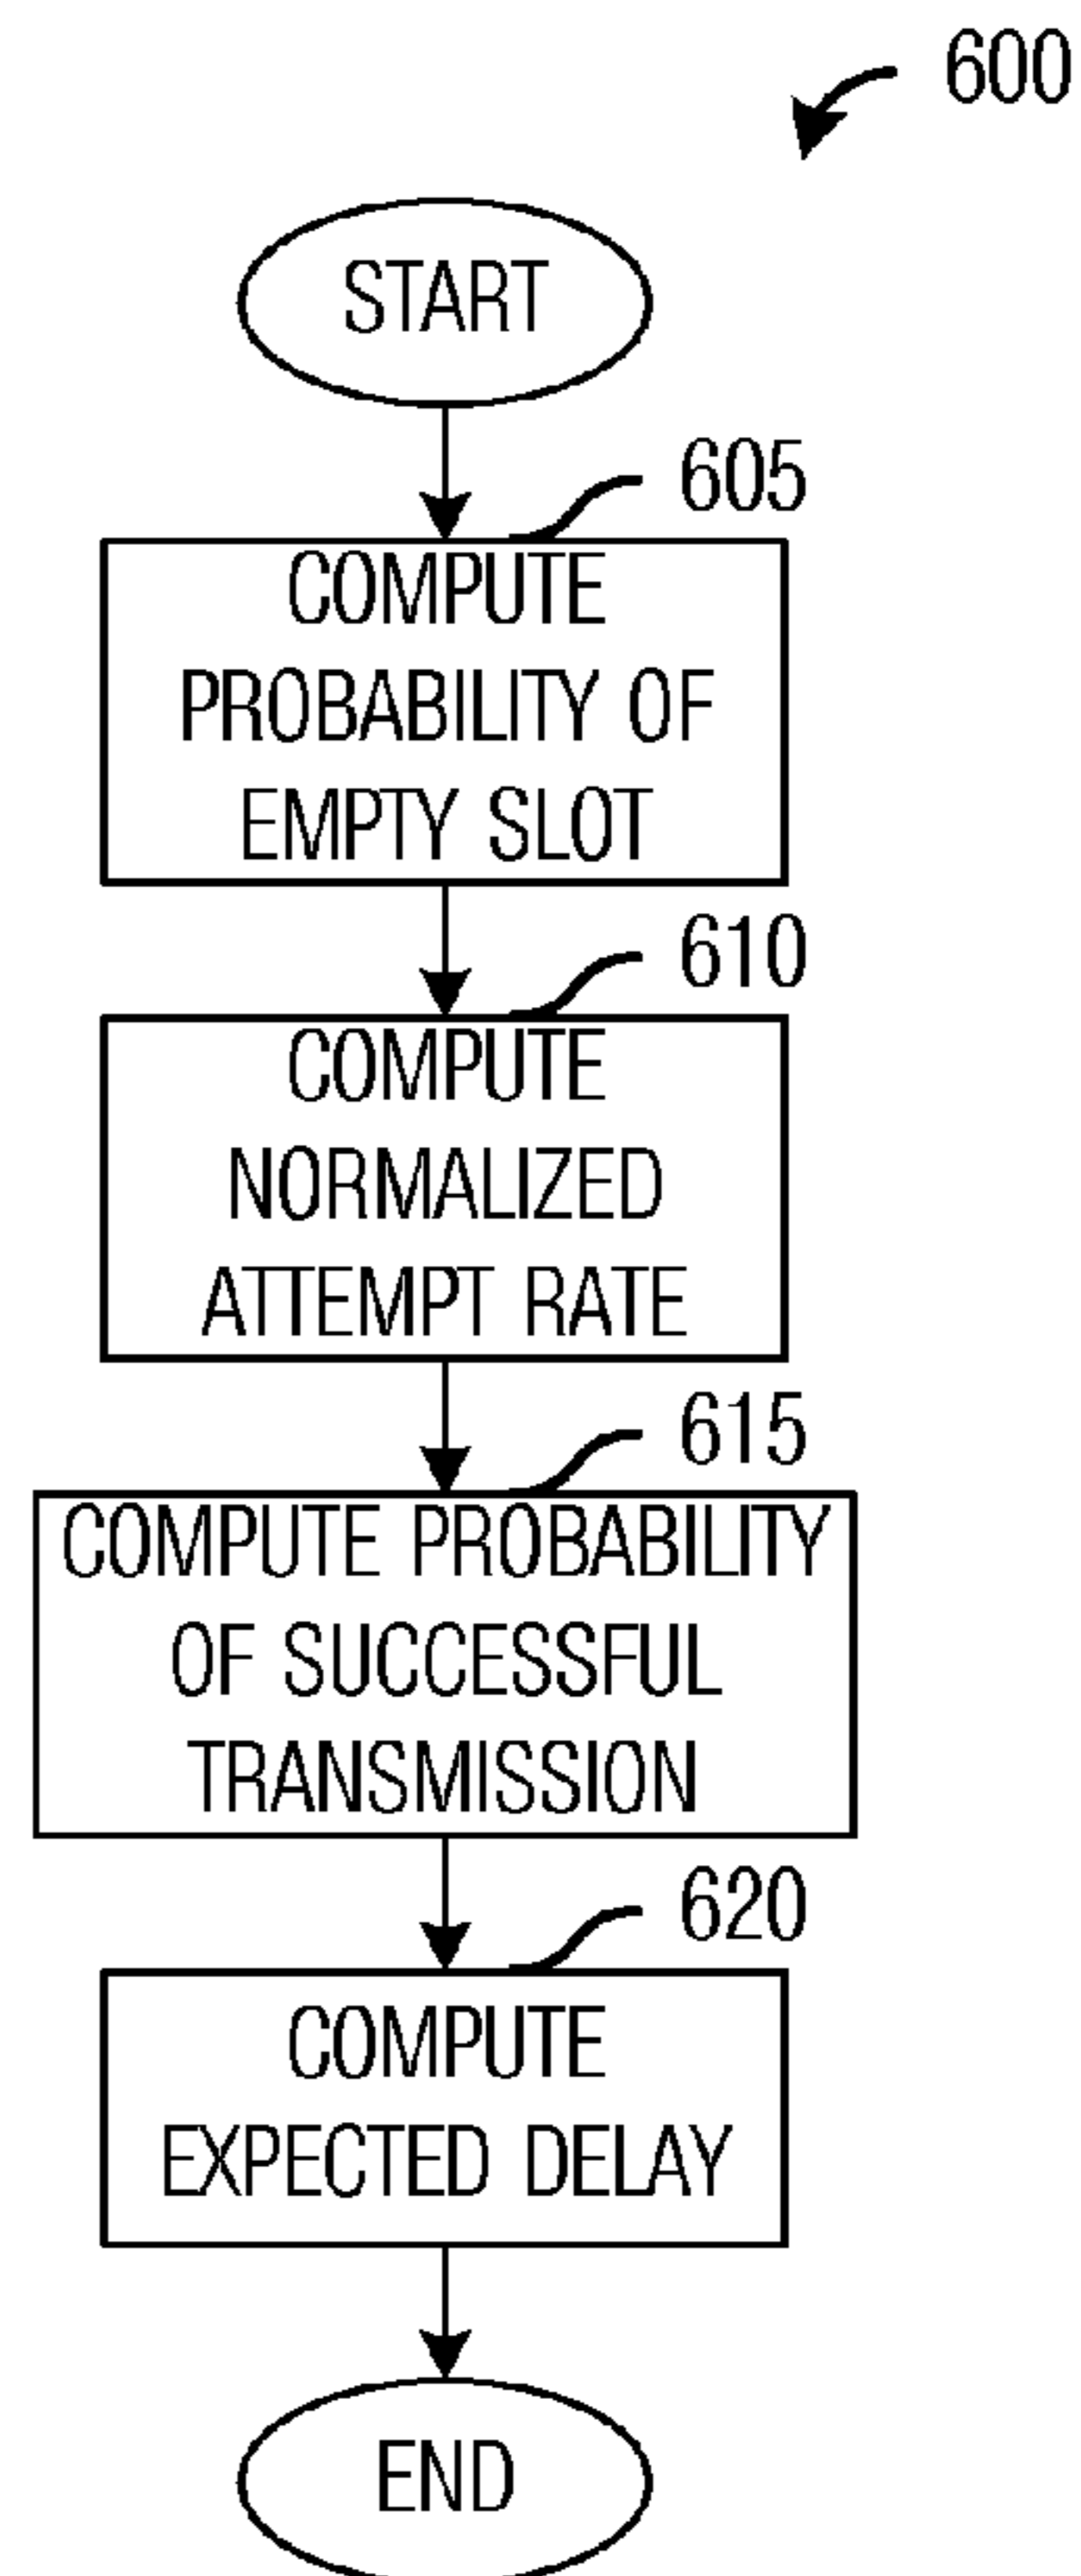 600
START
605
COMPUTE
PROBABILITY OF
EMPTY SLOT
610
COMPUTE
NORMALIZED
ATTEMPT RATE
615
COMPUTE PROBABILITY
OF SUCCESSFUL
TRANSMISSION
620
COMPUTE
EXPECTED DELAY
END